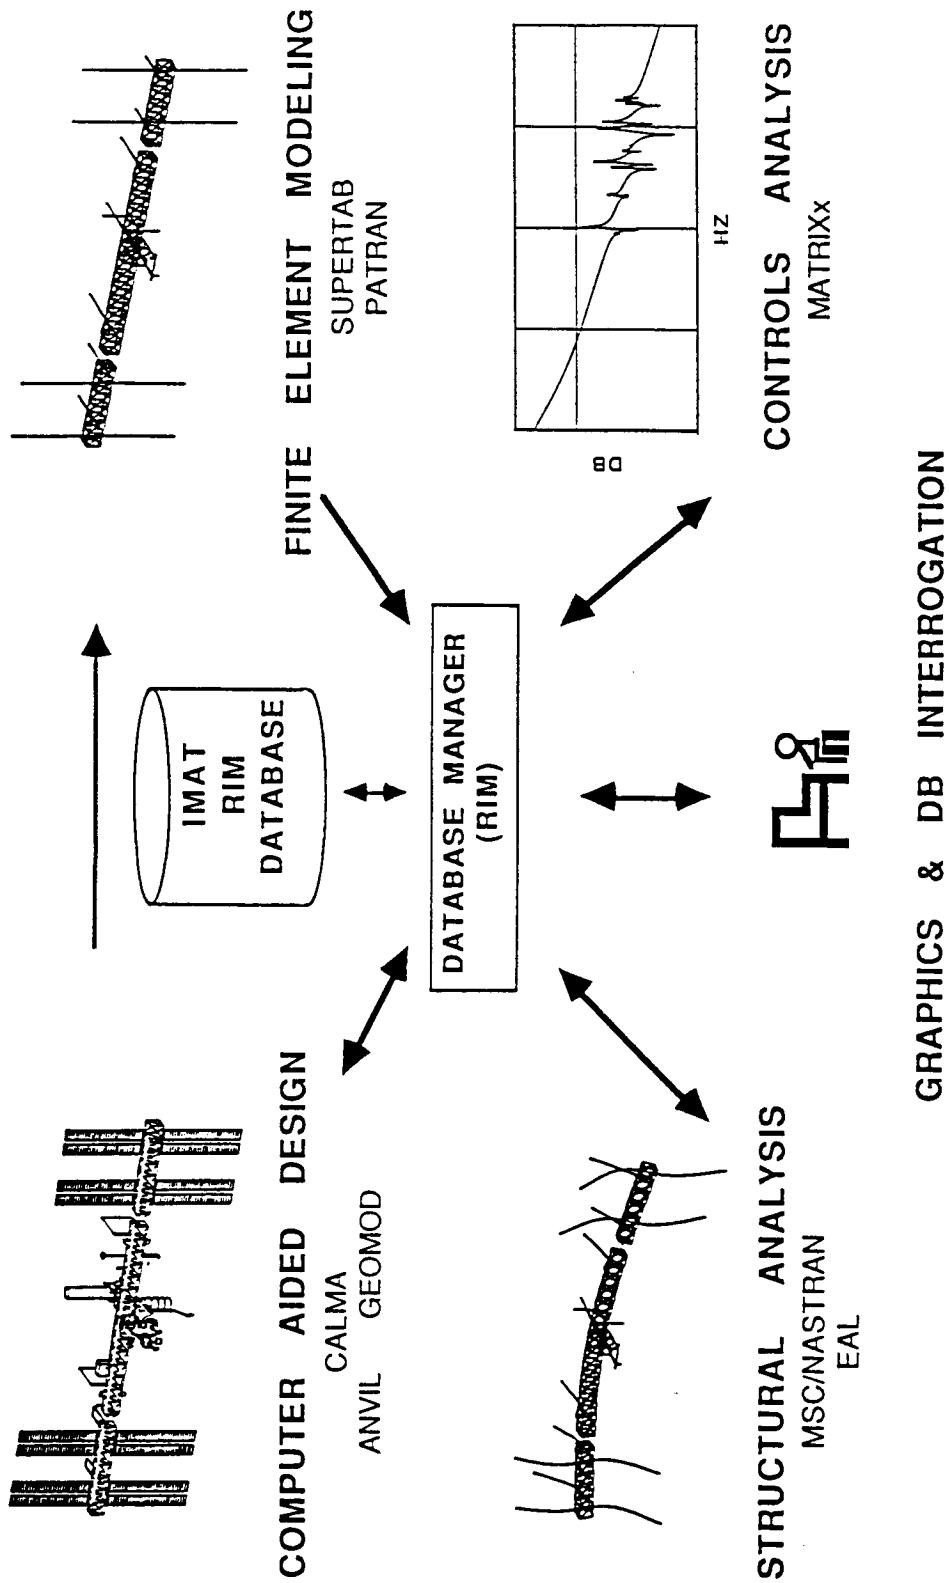 COMPUTER AIDED DESIGN
CALMA
ANVIL GEOMOD
IMAT
RIM
DATABASE
FINITE ELEMENT MODELING
SUPERTAB
PATRAN
DATABASE MANAGER
(RIM)
STRUCTURAL ANALYSIS
MSC/NASTRAN
EAL
DB
HZ
CONTROLS ANALYSIS
MATRIXx
GRAPHICS & DB INTERROGATION